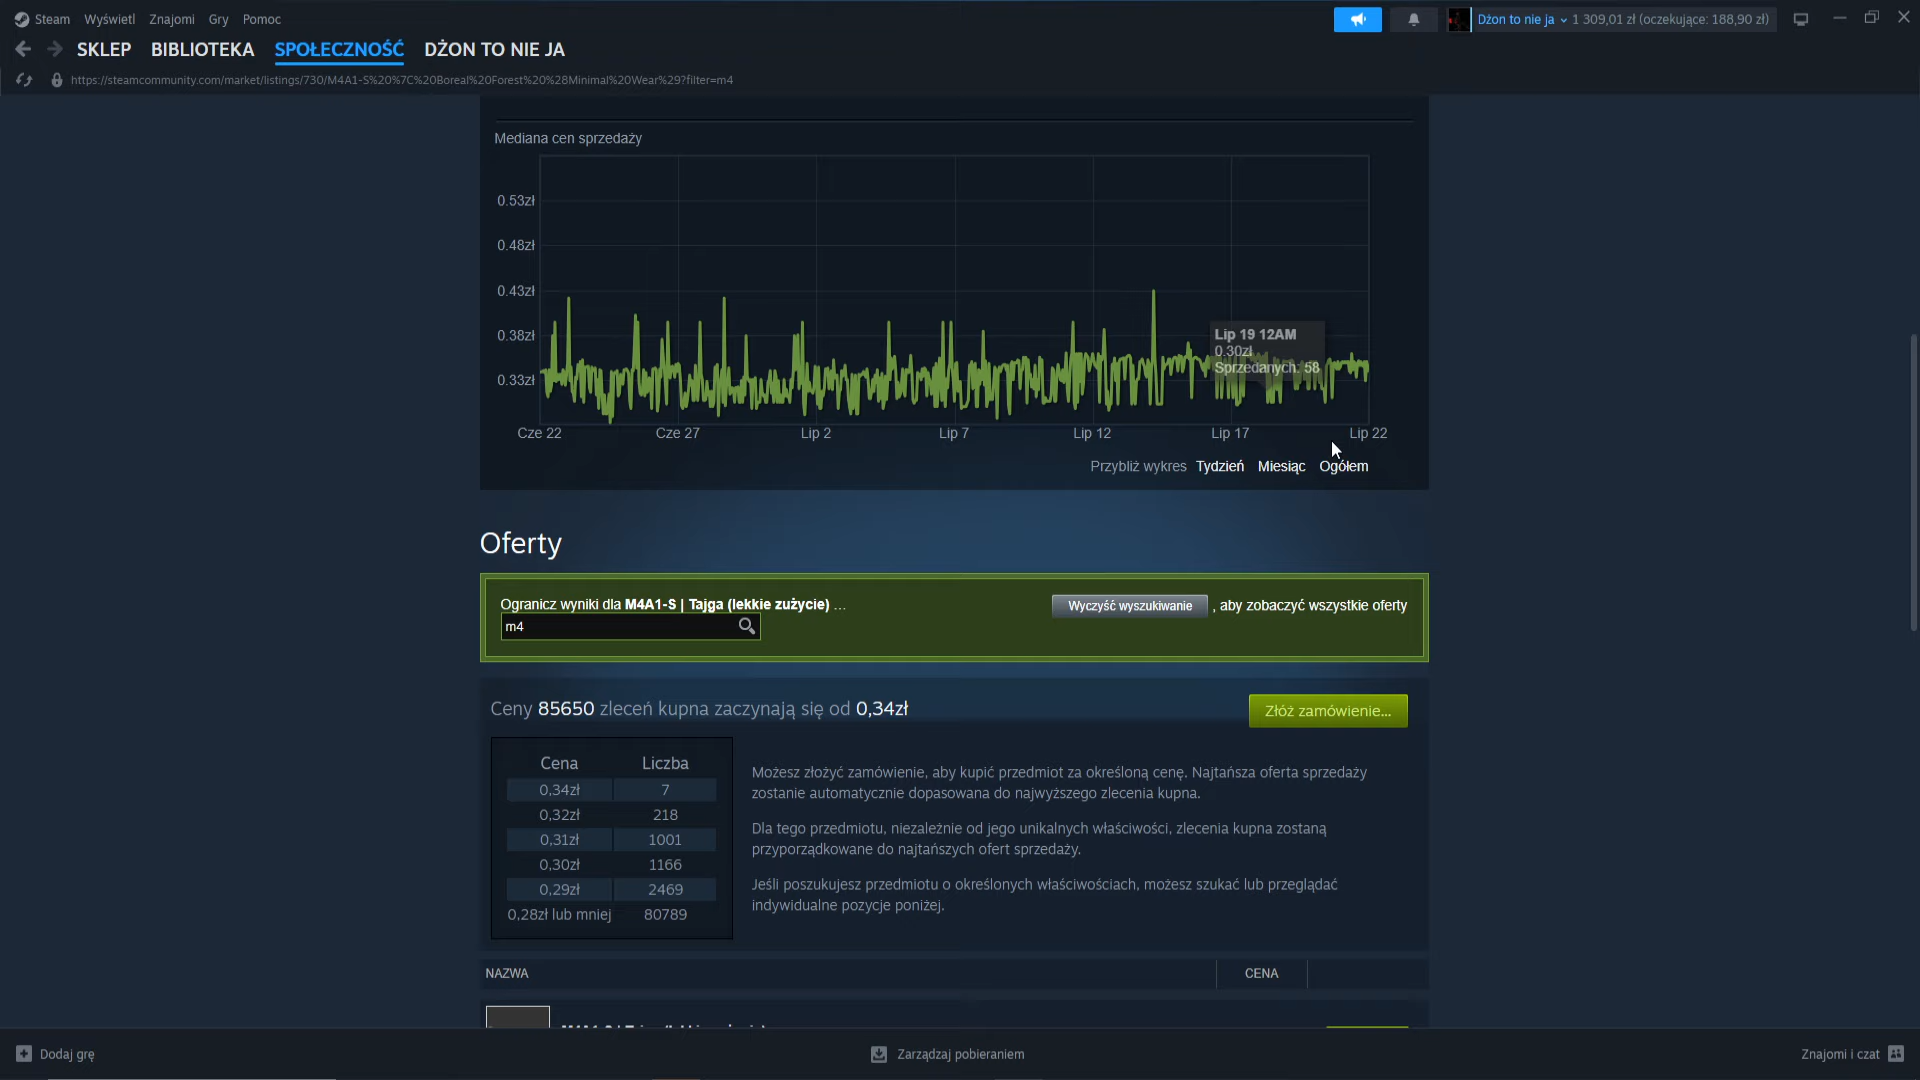 Steam Wyświetl Znajomi Gry Pomoc
Dżon to nie ja 1 309,01 zł (oczekujące: 188,90 zł)
SKLEP BIBLIOTEKA SPOŁECZNOŚĆ DŻON TO NIE JA
https://steamcommunity.com/market/listings/730/M4A1-S%20%7C%20Boreal%20Forest%20%28Minimal%20Wear%29?filter=m4
Mediana cen sprzedaży
0.53zł
0.48zł
0.43zł
0.38zł
0.33zł
Lip 19 12AM
0.30zł
Sprzedanych: 58
Cze 22 Cze 27 Lip 2 Lip 7 Lip 12 Lip 17 Lip 22
Przybliż wykres Tydzień Miesiąc Ogółem
Oferty
Ogranicz wyniki dla M4A1-S | Tajga (lekkie zużycie) ...
Wyczyść wyszukiwanie , aby zobaczyć wszystkie oferty
m4
Ceny 85650 zleceń kupna zaczynają się od 0,34zł
Złóż zamówienie...
Cena Liczba
0,34zł 7
0,32zł 218
0,31zł 1001
0,30zł 1166
0,29zł 2469
0,28zł lub mniej 80789
Możesz złożyć zamówienie, aby kupić przedmiot za określoną cenę. Najtańsza oferta sprzedaży
zostanie automatycznie dopasowana do najwyższego zlecenia kupna.
Dla tego przedmiotu, niezależnie od jego unikalnych właściwości, zlecenia kupna zostaną
przyporządkowane do najtańszych ofert sprzedaży.
Jeśli poszukujesz przedmiotu o określonych właściwościach, możesz szukać lub przeglądać
indywidualne pozycje poniżej.
NAZWA CENA
Dodaj grę
Zarządzaj pobieraniem
Znajomi i czat